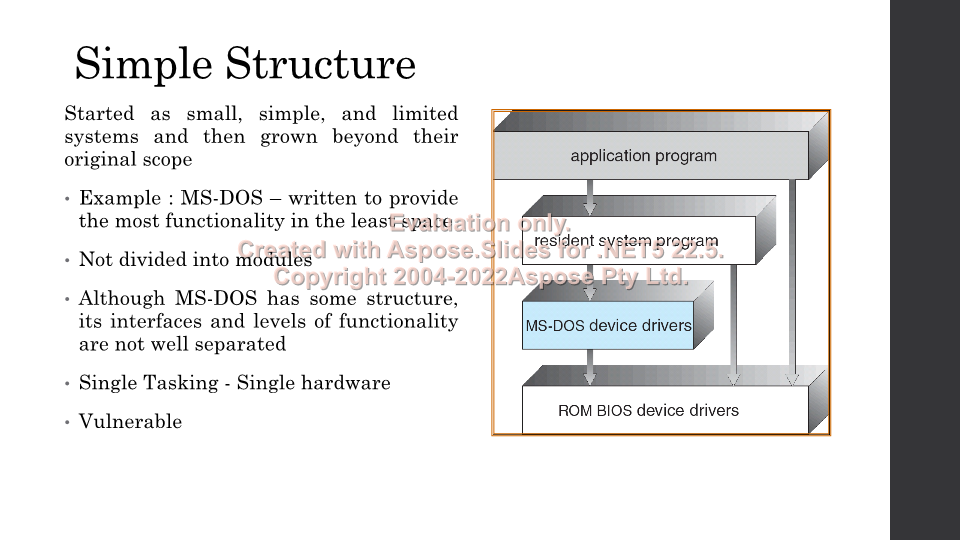 Simple Structure
Started as small, simple, and limited
systems and then grown beyond their
original scope
• Example : MS-DOS – written to provide
the most functionality in the least space
• Not divided into modules
• Although MS-DOS has some structure,
its interfaces and levels of functionality
are not well separated
• Single Tasking - Single hardware
• Vulnerable
application program
resident system program
MS-DOS device drivers
ROM BIOS device drivers
Evaluation only.
Created with Aspose.Slides for .NET5 22.5.
Copyright 2004-2022Aspose Pty Ltd.